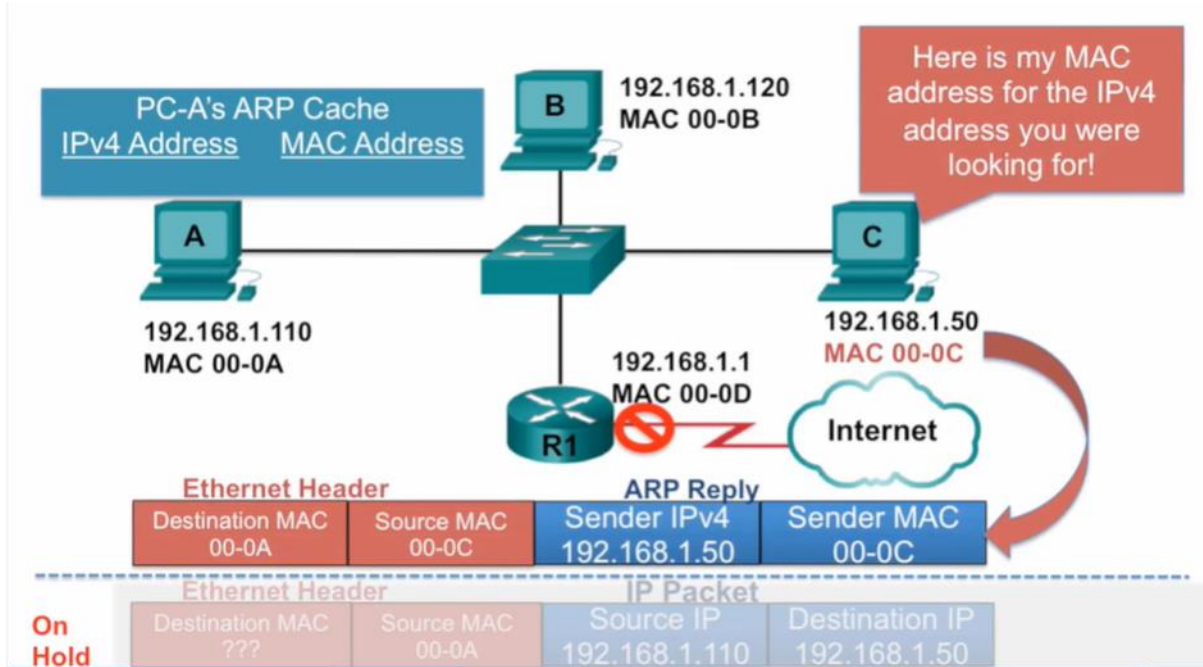 PC-A's ARP Cache
IPv4 Address MAC Address
B
192.168.1.120
MAC 00-0B
Here is my MAC
address for the IPv4
address you were
looking for!
A
192.168.1.110
MAC 00-0A
C
192.168.1.50
MAC 00-0C
192.168.1.1
MAC 00-0D
R1
Internet
Ethernet Header
ARP Reply
Destination MAC
00-0A
Source MAC
00-0C
Sender IPv4
192.168.1.50
Sender MAC
00-0C
On
Hold
Ethernet Header
IP Packet
Destination MAC
???
Source MAC
00-0A
Source IP
192.168.1.110
Destination IP
192.168.1.50